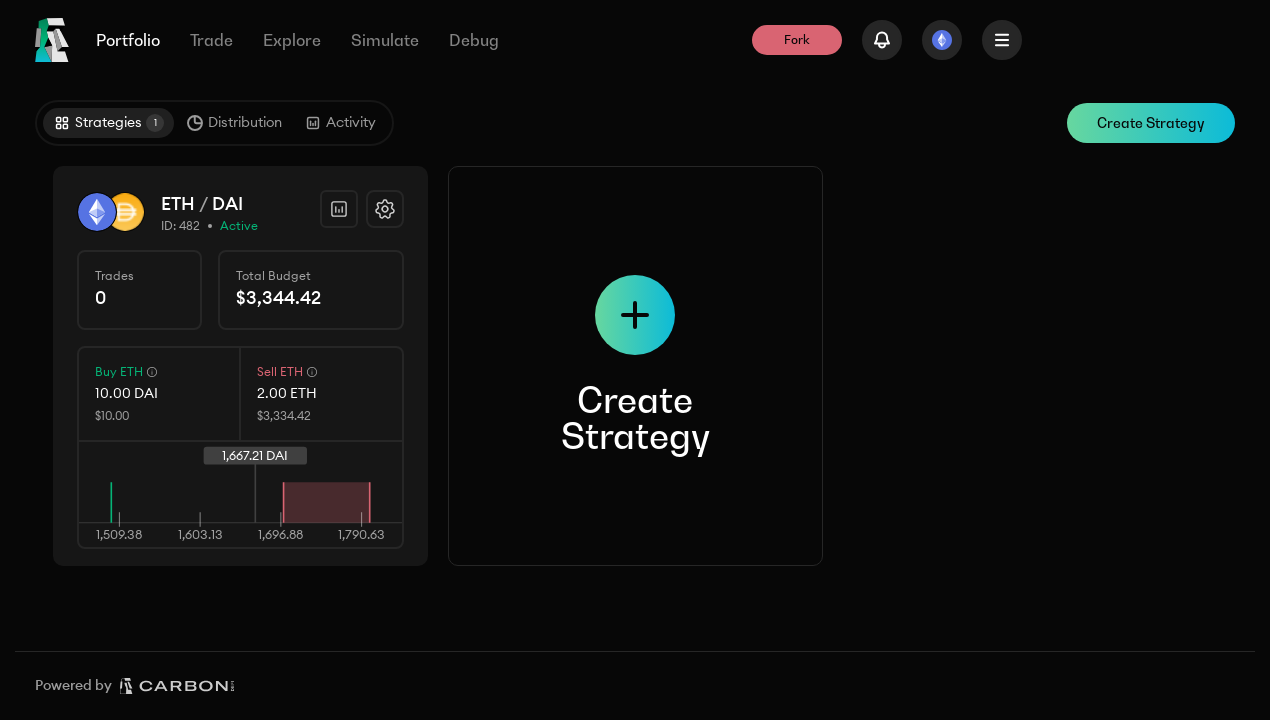 Portfolio Trade Explore Simulate Debug Fork
Strategies 1 Distribution Activity Create Strategy
ETH / DAI
ID: 482 • Active
Trades
0
Total Budget
$3,344.42
Buy ETH
10.00 DAI
$10.00
Sell ETH
2.00 ETH
$3,334.42
1,667.21 DAI
1,509.38 1,603.13 1,696.88 1,790.63
Create
Strategy
Powered by CARBON